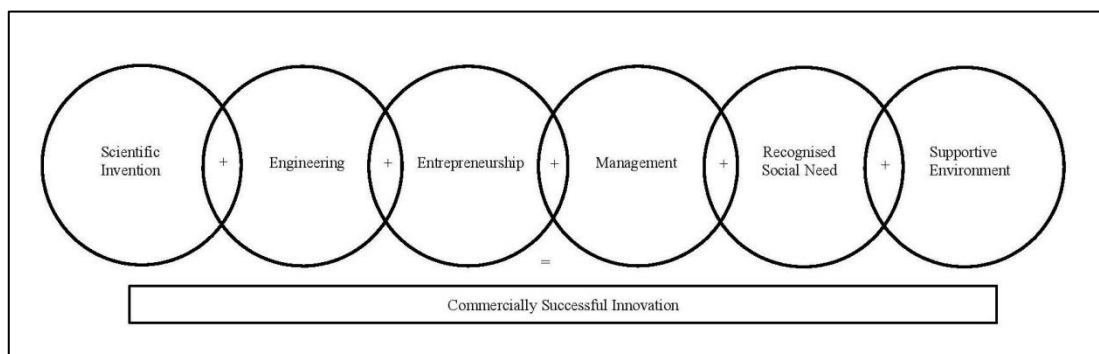 Scientific
Invention
+
Engineering
+
Entrepreneurship
+
Management
+
Recognised
Social Need
+
Supportive
Environment
=
Commercially Successful Innovation